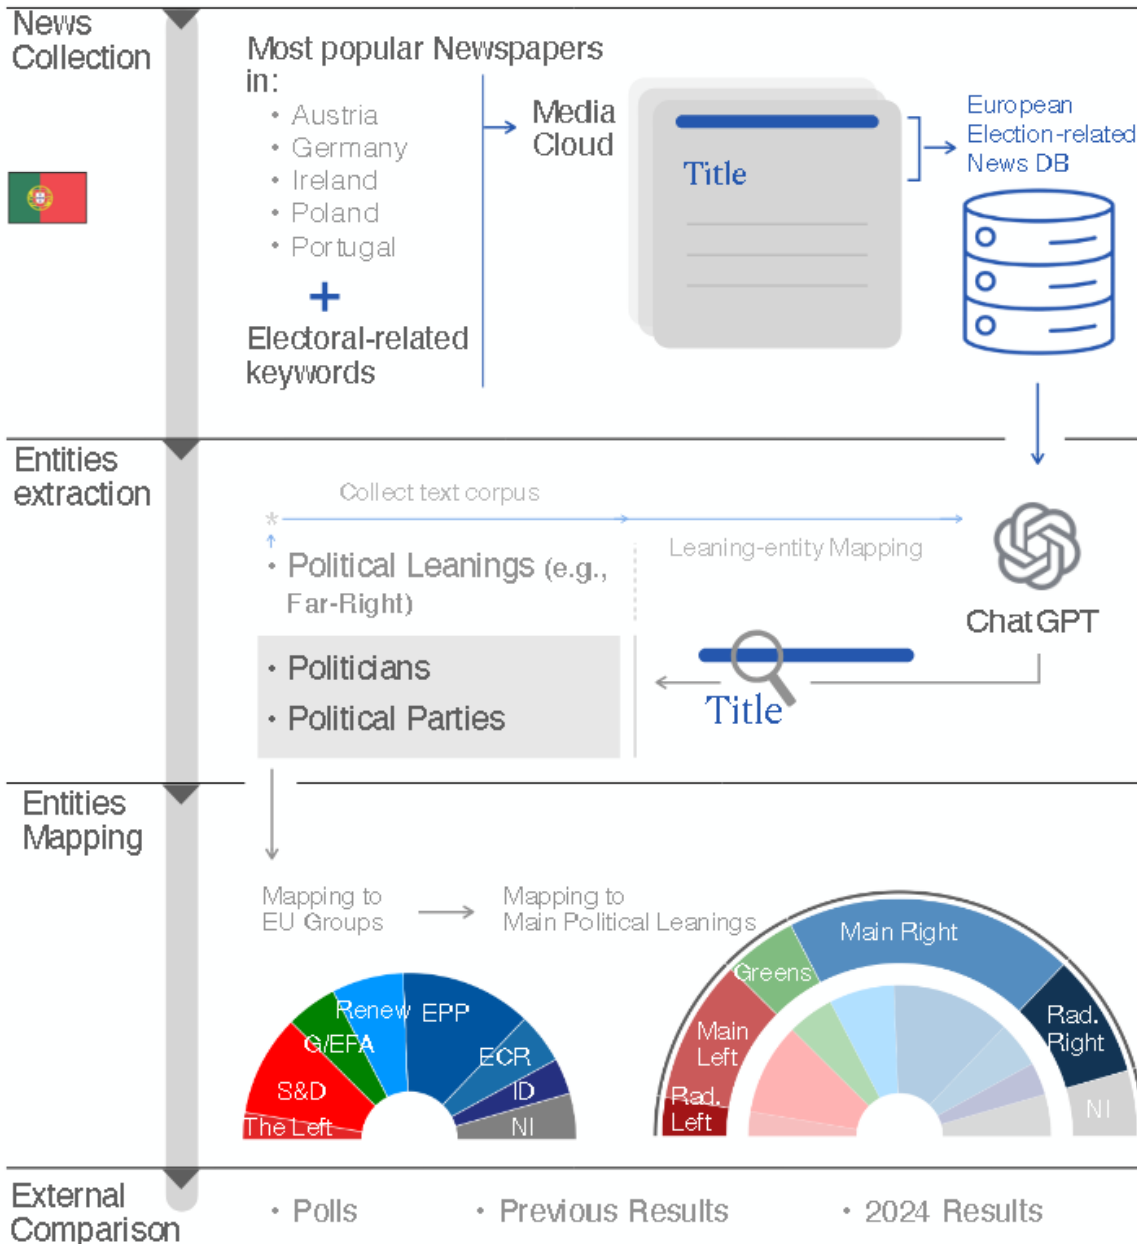 News
Collection
Most popular Newspapers
in:
• Austria
• Germany
• Ireland
• Poland
• Portugal
+
Electoral-related
keywords
Media
Cloud
Title
European
Election-related
News DB
Entities
extraction
Collect text corpus
*
Leaning-entity Mapping
• Political Leanings (e.g.,
Far-Right)
ChatGPT
• Politicians
• Political Parties
Title
Entities
Mapping
Mapping to
EU Groups
Mapping to
Main Political Leanings
The Left
S&D
G/EFA
Renew
EPP
ECR
ID
NI
Rad.
Left
Main
Left
Greens
Main Right
Rad.
Right
NI
External
Comparison
• Polls
• Previous Results
• 2024 Results